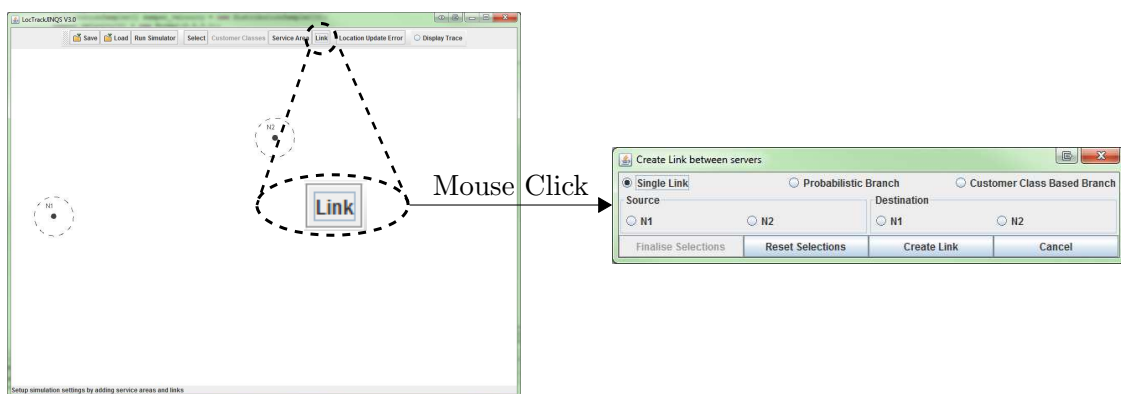 LocTrackJINQS V3.0
Save Load Run Simulator Select Customer Classes Service Area Link Location Update Error Display Trace
N2
N1
Link
Setup simulation settings by adding service areas and links
Mouse Click
Create Link between servers
Single Link Probabilistic Branch Customer Class Based Branch
Source Destination
N1 N2 N1 N2
Finalise Selections Reset Selections Create Link Cancel